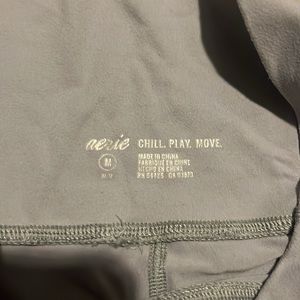 aerie CHILL. PLAY. MOVE.
M
MADE IN CHINA
FABRIQUÉ EN CHINE
HECHO EN CHINA